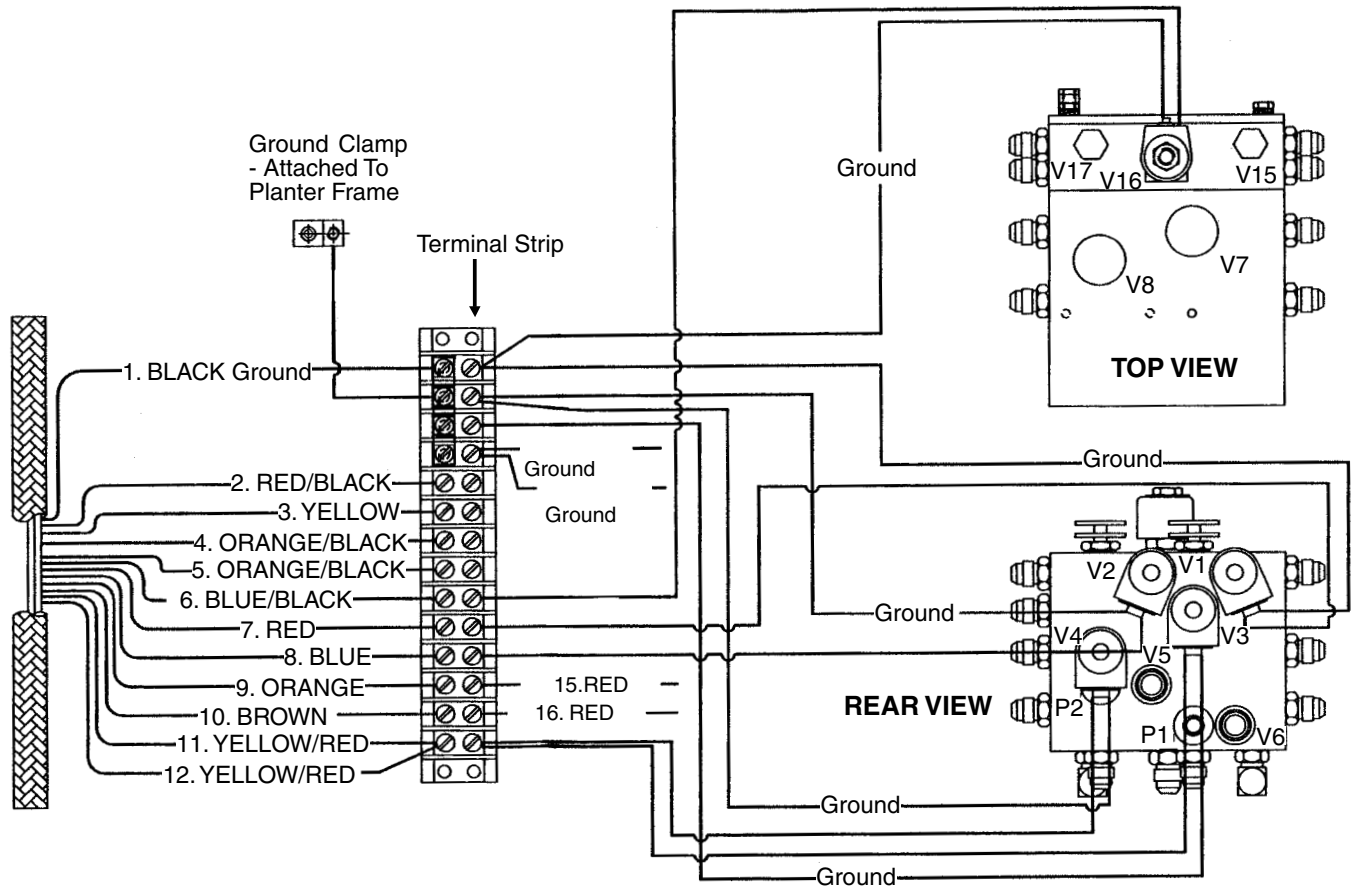 Ground Clamp
- Attached To
Planter Frame
Terminal Strip
Ground
V17
V16
V15
V7
V8
TOP VIEW
1. BLACK Ground
Ground
Ground
Ground
2. RED/BLACK
3. YELLOW
4. ORANGE/BLACK
5. ORANGE/BLACK
6. BLUE/BLACK
7. RED
8. BLUE
9. ORANGE
10. BROWN
11. YELLOW/RED
12. YELLOW/RED
15.RED
16. RED
V2
V1
Ground
V4
V3
V5
REAR VIEW
P2
P1
V6
Ground
Ground